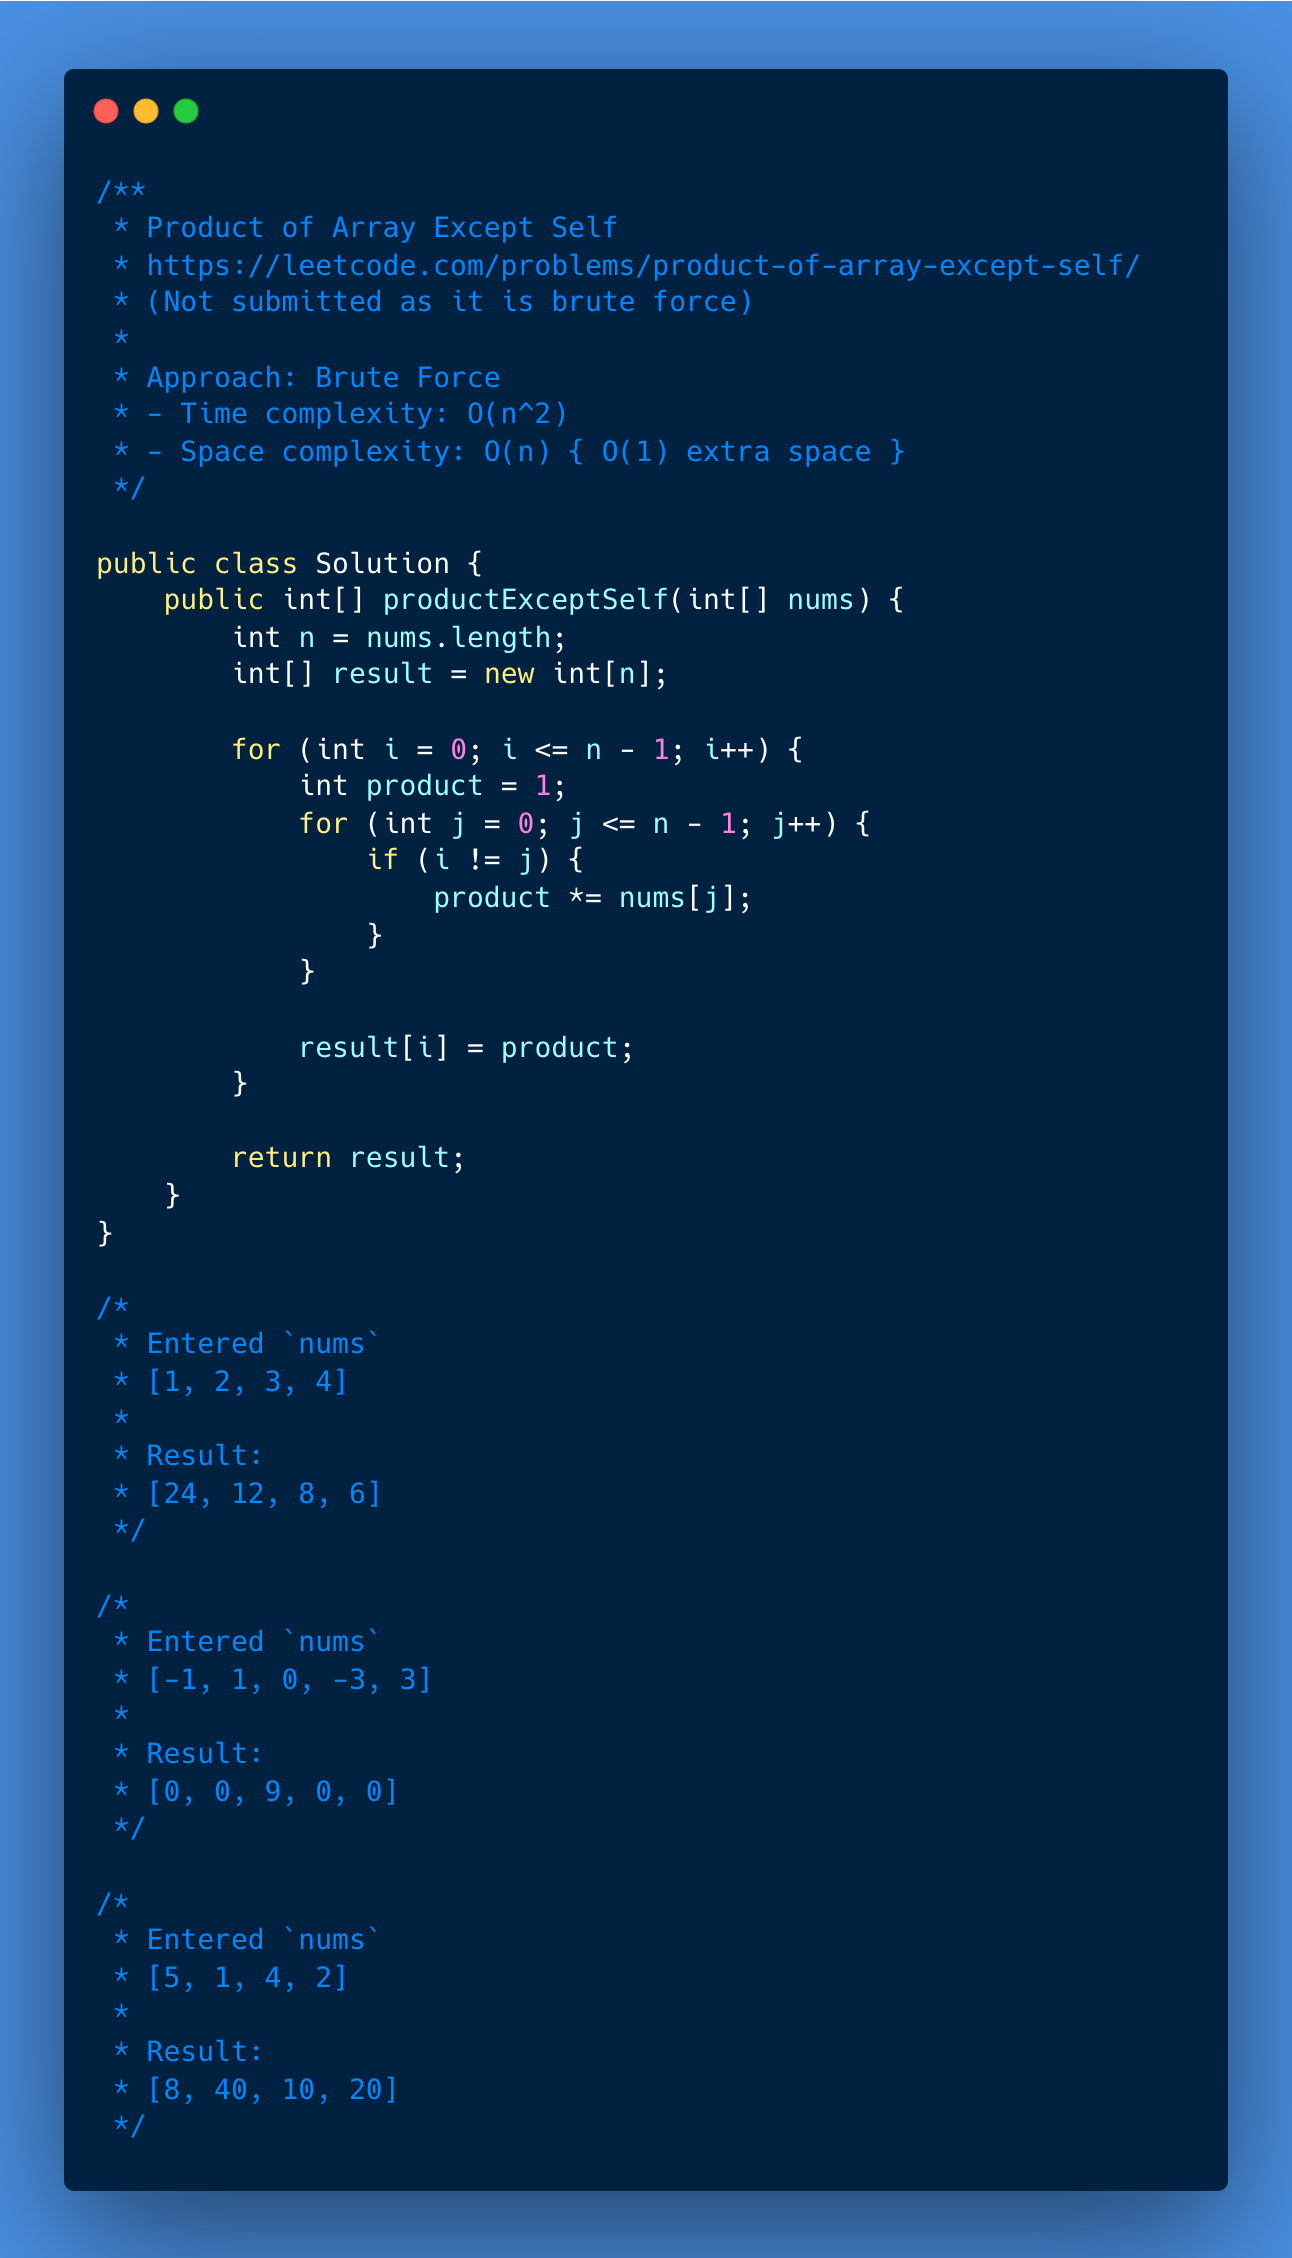 /**
 * Product of Array Except Self
 * https://leetcode.com/problems/product-of-array-except-self/
 * (Not submitted as it is brute force)
 *
 * Approach: Brute Force
 * - Time complexity: O(n^2)
 * - Space complexity: O(n) { O(1) extra space }
 */

public class Solution {
    public int[] productExceptSelf(int[] nums) {
        int n = nums.length;
        int[] result = new int[n];

        for (int i = 0; i <= n - 1; i++) {
            int product = 1;
            for (int j = 0; j <= n - 1; j++) {
                if (i != j) {
                    product *= nums[j];
                }
            }

            result[i] = product;
        }

        return result;
    }
}

/*
 * Entered `nums`
 * [1, 2, 3, 4]
 *
 * Result:
 * [24, 12, 8, 6]
 */

/*
 * Entered `nums`
 * [-1, 1, 0, -3, 3]
 *
 * Result:
 * [0, 0, 9, 0, 0]
 */

/*
 * Entered `nums`
 * [5, 1, 4, 2]
 *
 * Result:
 * [8, 40, 10, 20]
 */